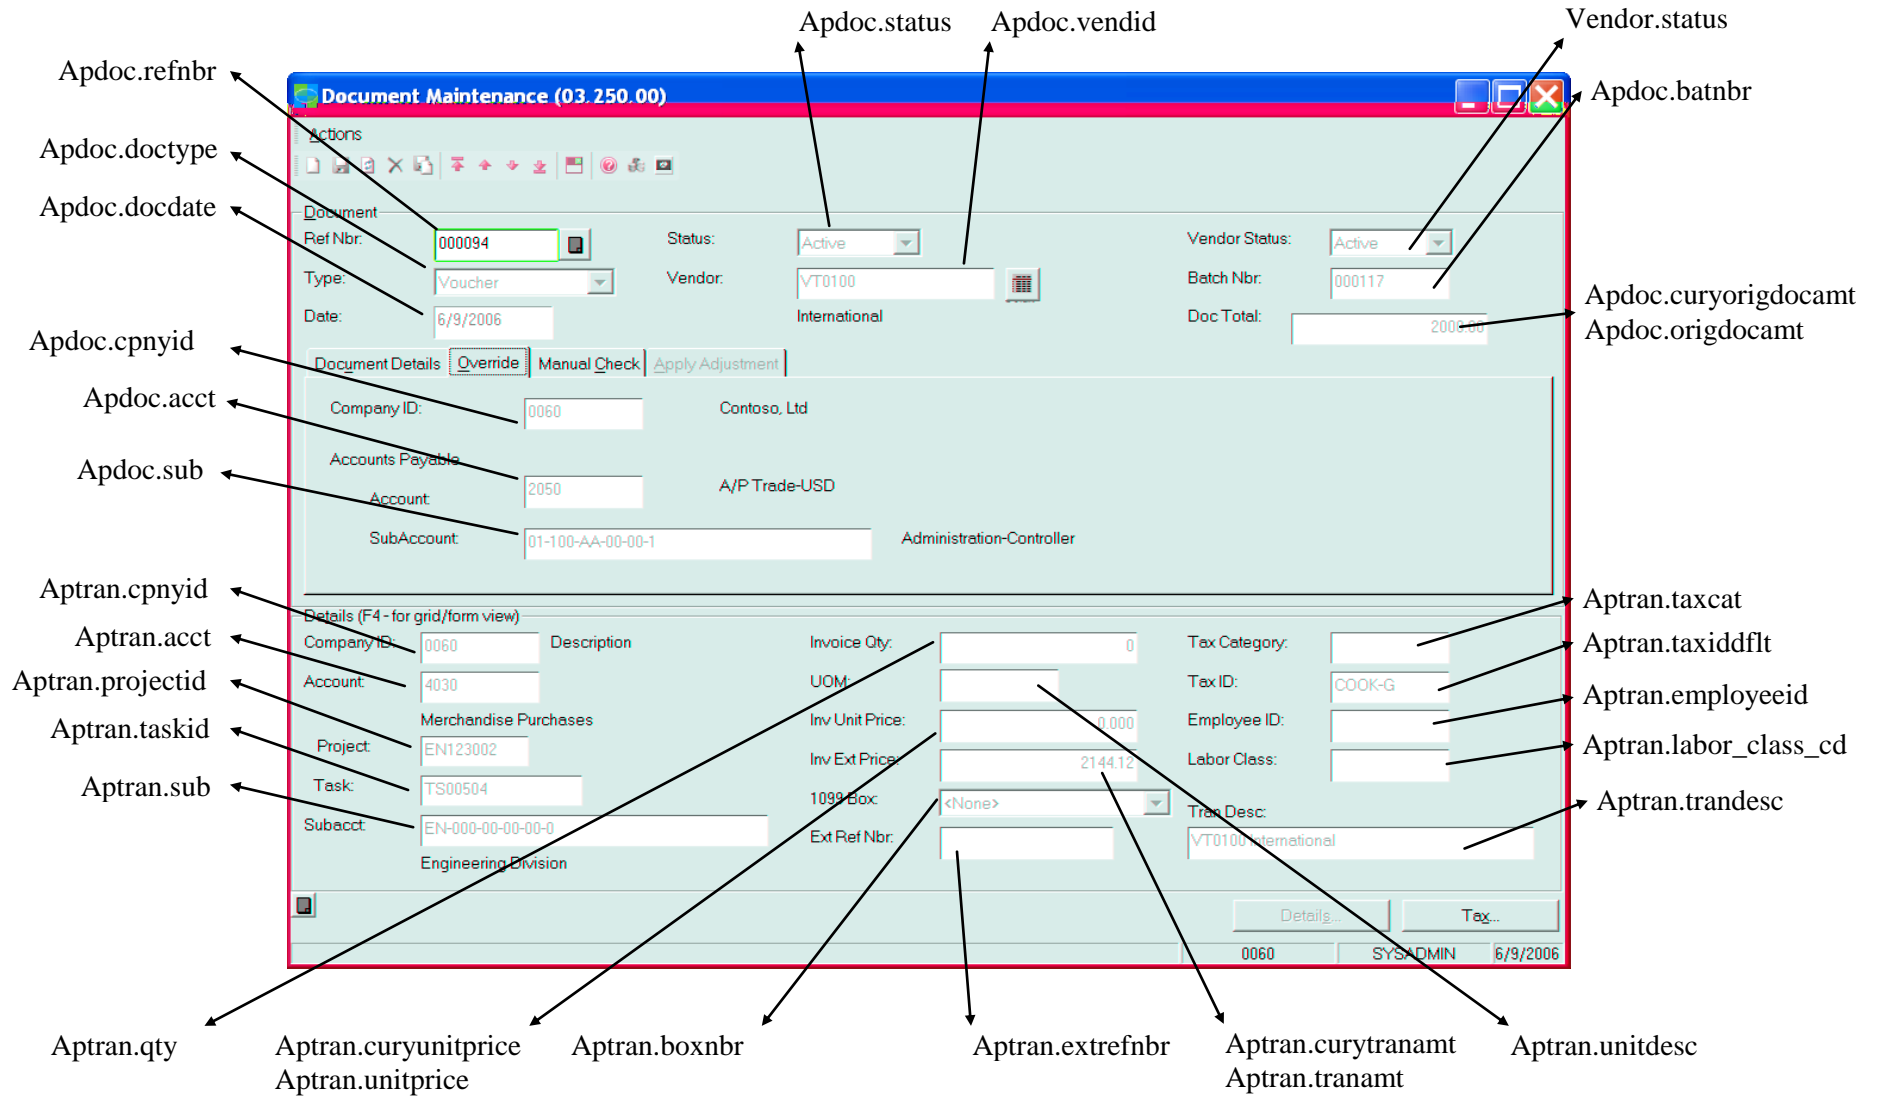 Apdoc.status Apdoc.vendid Vendor.status
Apdoc.refnbr
Apdoc.batnbr
Document Maintenance (03.250.00)
Actions
Apdoc.doctype
Apdoc.docdate
Document
Ref Nbr: 000094 Status: Active Vendor Status: Active
Type: Voucher Vendor: VT0100 Batch Nbr: 000117
Date: 6/9/2006 International Doc Total: 2000.00
Apdoc.curyorigdocamt
Apdoc.origdocamt
Apdoc.cpnyid
Document Details Override Manual Check Apply Adjustment
Apdoc.acct
Company ID: 0060 Contoso, Ltd
Accounts Payable
Apdoc.sub
Account: 2050 A/P Trade-USD
SubAccount: 01-100-AA-00-00-1 Administration-Controller
Aptran.cpnyid
Aptran.taxcat
Details (F4 - for grid/form view)
Aptran.acct
Aptran.taxiddflt
Company ID: 0060 Description Invoice Qty: 0 Tax Category:
Account: 4030 UOM: Tax ID: COOK-G
Aptran.projectid
Aptran.employeeid
Merchandise Purchases Inv Unit Price: 0.000 Employee ID:
Aptran.taskid
Aptran.labor_class_cd
Project: EN123002 Inv Ext Price: 2144.12 Labor Class:
Aptran.sub
Task: TS00504 1099 Box: <None> Tran Desc:
Aptran.trandesc
Subacct: EN-000-00-00-00-0 Ext Ref Nbr: VT0100 International
Engineering Division
Details... Tax...
0060 SYSADMIN 6/9/2006
Aptran.qty Aptran.curyunitprice Aptran.boxnbr Aptran.extrefnbr Aptran.curytranamt Aptran.unitdesc
Aptran.unitprice Aptran.tranamt